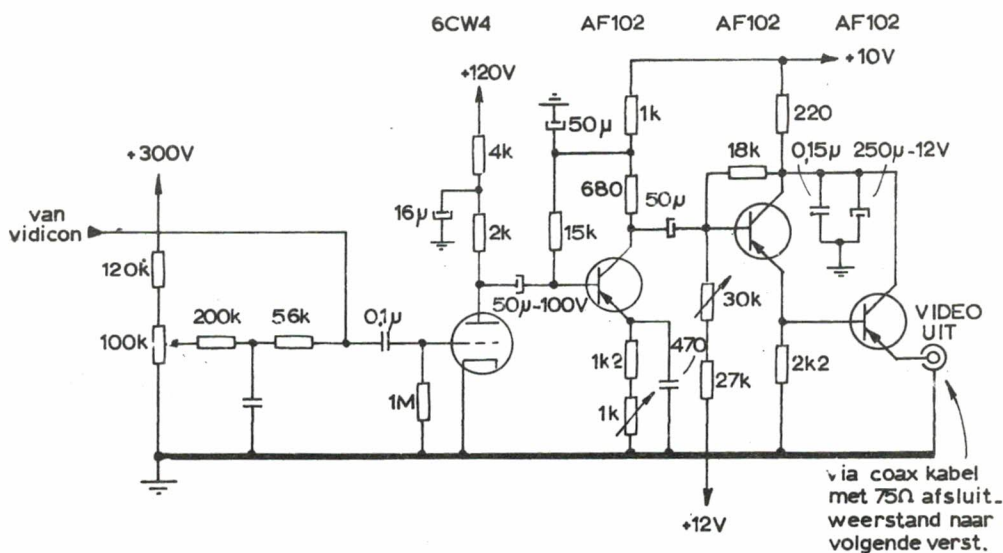 6CW4
AF102
AF102
AF102
+120V
+10V
+300V
van
vidicon
120k
100k
200k
56k
0,1µ
1M
4k
16µ
2k
50µ-100V
50µ
15k
1k
680
50µ
1k2
1k
470
18k
30k
27k
+12V
220
0,15µ
250µ-12V
2k2
VIDEO
UIT
via coax kabel
met 75Ω afsluit-
weerstand naar
volgende verst.